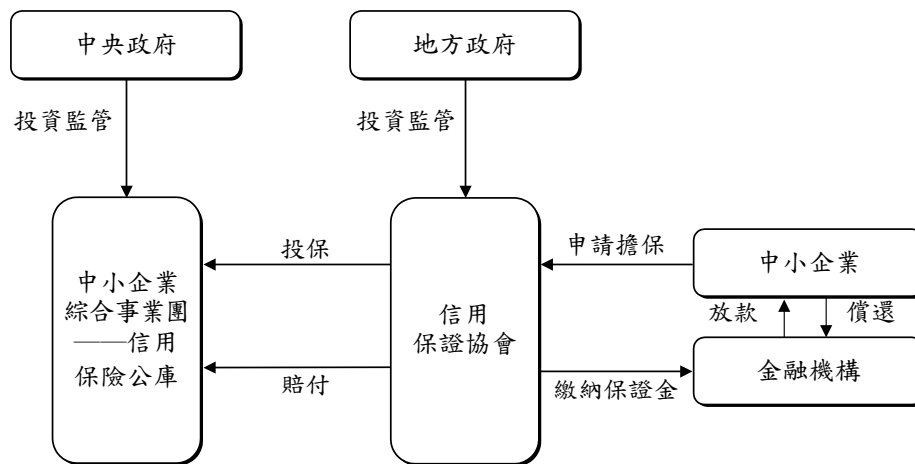 中央政府
地方政府
投資監管
投資監管
中小企業
綜合事業團
——信用
保險公庫
投保
賠付
信用
保證協會
申請擔保
繳納保證金
中小企業
放款
償還
金融機構